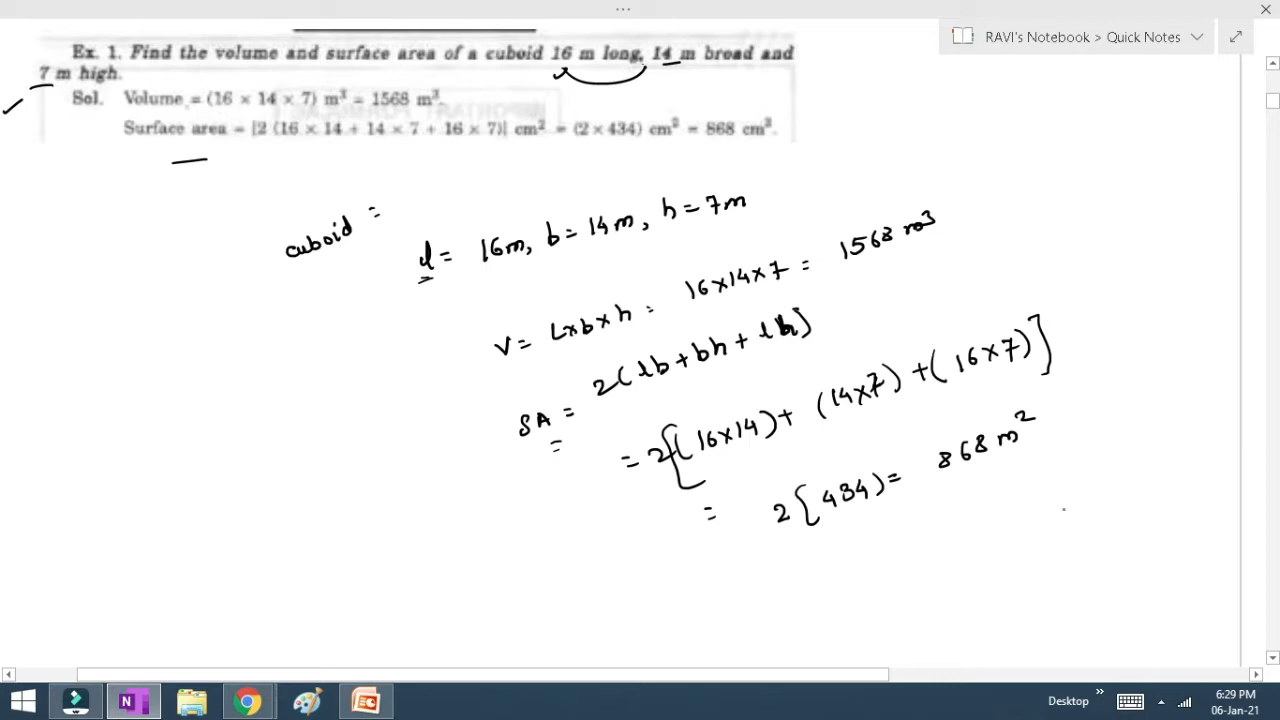 RAVI's Notebook > Quick Notes
Ex. 1. Find the volume and surface area of a cuboid 16 m long, 14 m broad and
7 m high.
Sol. Volume = (16 × 14 × 7) m³ = 1568 m³.
Surface area = [2 (16 × 14 + 14 × 7 + 16 × 7)] cm² = (2 × 434) cm² = 868 cm².
cuboid =
l = 16m, b = 14m, h = 7m
V = L×b×h = 16×14×7 = 1568 m³
SA = 2(lb + bh + lh)
= 2[(16×14) + (14×7) + (16×7)]
= 2[434) = 868 m²
N
Desktop
6:29 PM
06-Jan-21